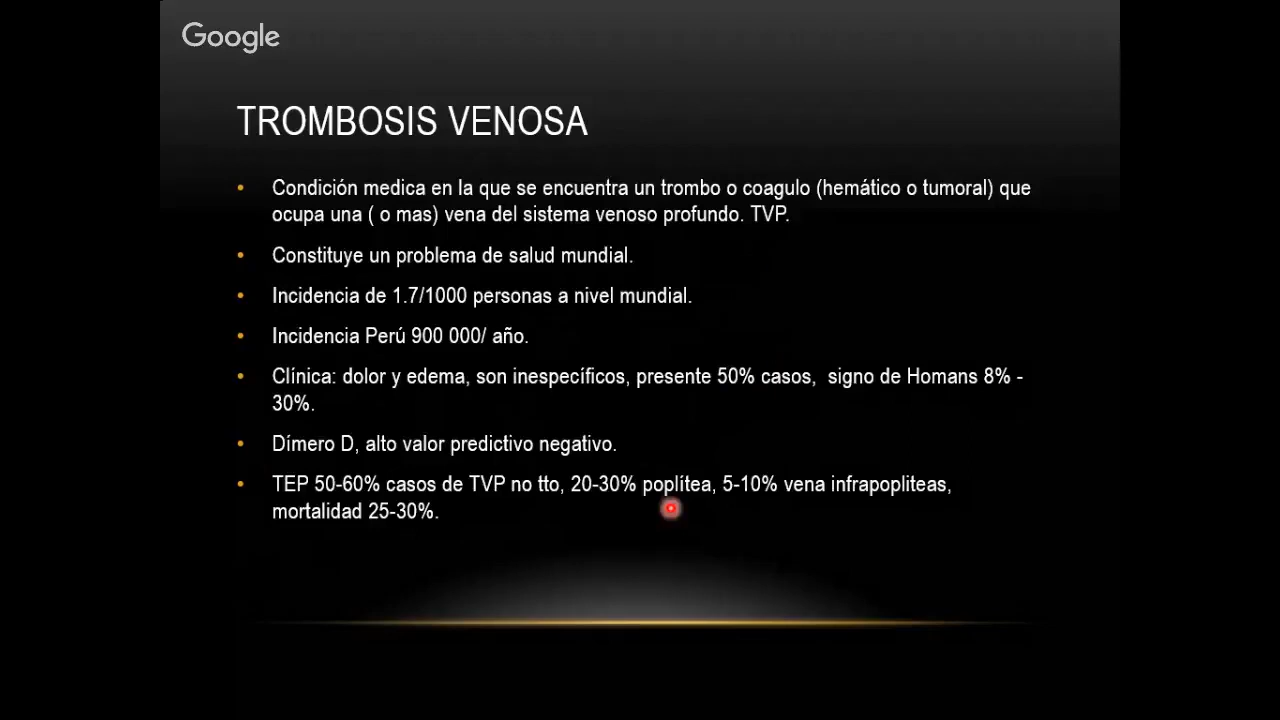 Google
TROMBOSIS VENOSA
• Condición medica en la que se encuentra un trombo o coagulo (hemático o tumoral) que
ocupa una ( o mas) vena del sistema venoso profundo. TVP.
• Constituye un problema de salud mundial.
• Incidencia de 1.7/1000 personas a nivel mundial.
• Incidencia Perú 900 000/ año.
• Clínica: dolor y edema, son inespecíficos, presente 50% casos, signo de Homans 8% -
30%.
• Dímero D, alto valor predictivo negativo.
• TEP 50-60% casos de TVP no tto, 20-30% poplítea, 5-10% vena infrapopliteas,
mortalidad 25-30%.